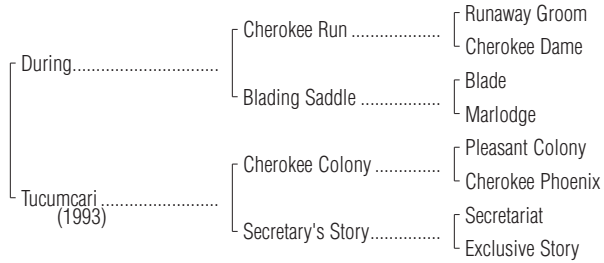 Runaway Groom
Cherokee Run ..................
Cherokee Dame
During..............................
Blade
Blading Saddle ................
Marlodge
Pleasant Colony
Cherokee Colony .............
Cherokee Phoenix
Tucumcari ........................
(1993)
Secretariat
Secretary's Story..............
Exclusive Story